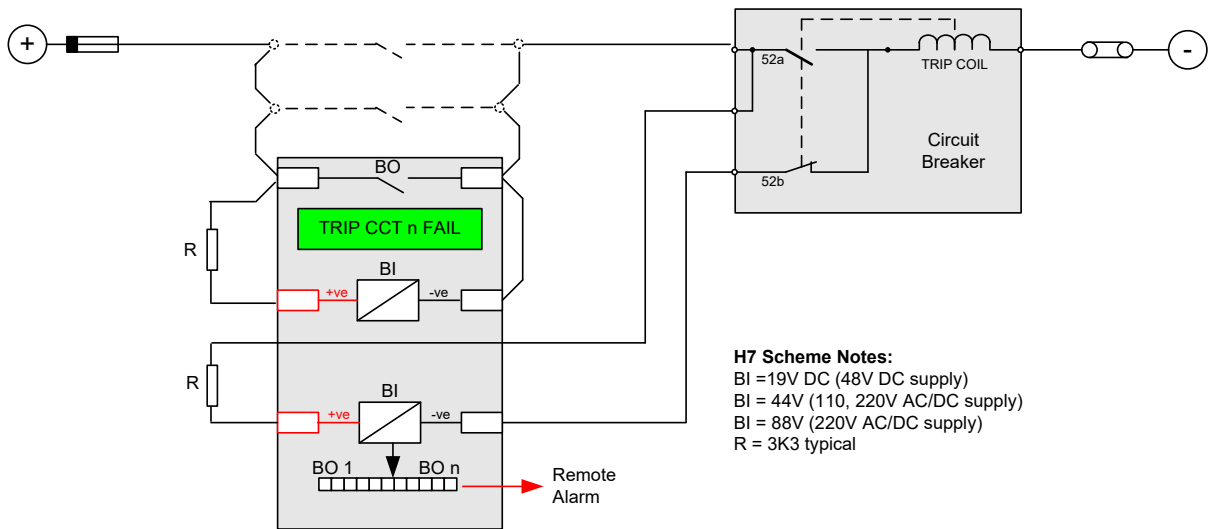 +
52a
TRIP COIL
-
BO
Circuit
Breaker
52b
TRIP CCT n FAIL
R
BI
+ve
-ve
R
BI
+ve
-ve
BO 1
BO n
Remote
Alarm
H7 Scheme Notes:
BI =19V DC (48V DC supply)
BI = 44V (110, 220V AC/DC supply)
BI = 88V (220V AC/DC supply)
R = 3K3 typical